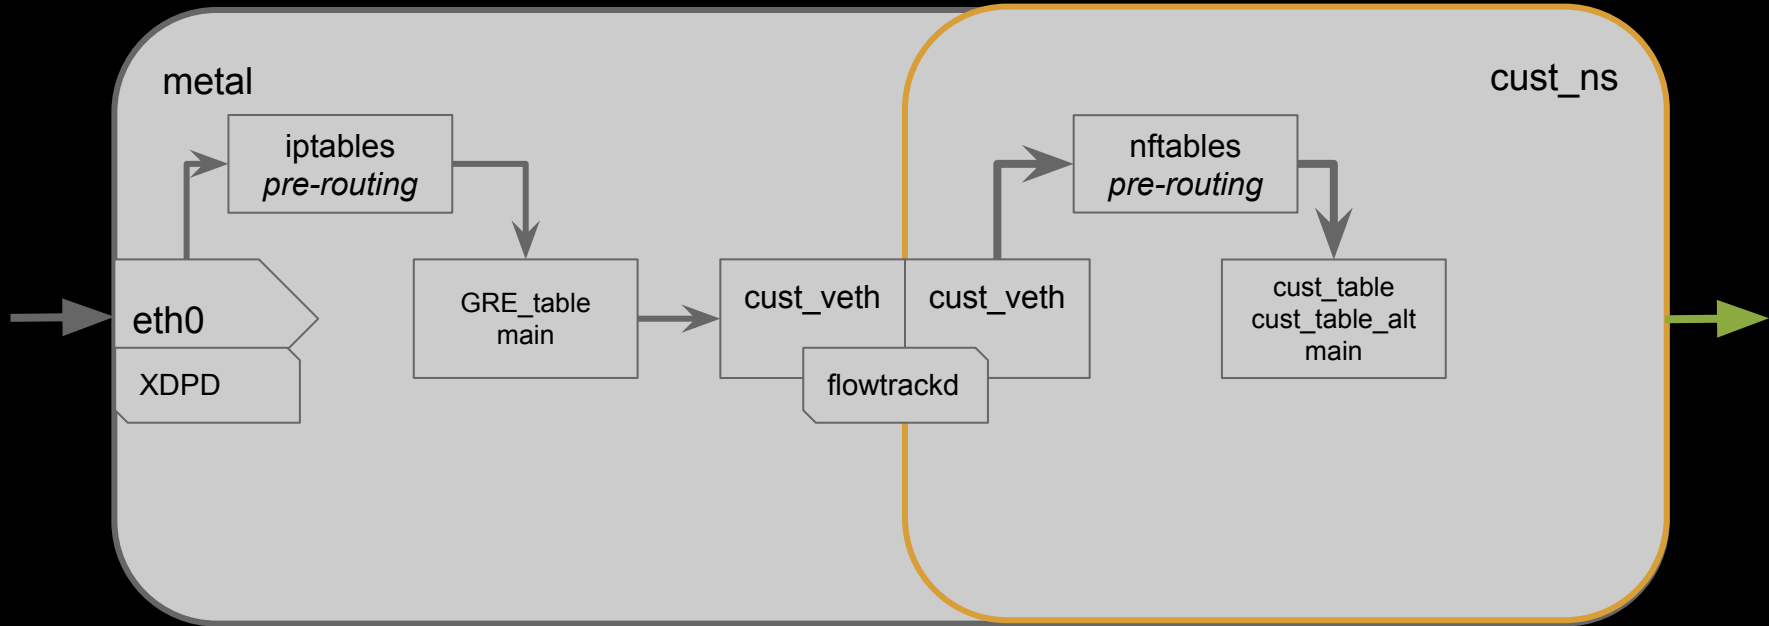 metal
cust_ns
iptables
pre-routing
nftables
pre-routing
eth0
XDPD
GRE_table
main
cust_veth
cust_veth
flowtrackd
cust_table
cust_table_alt
main